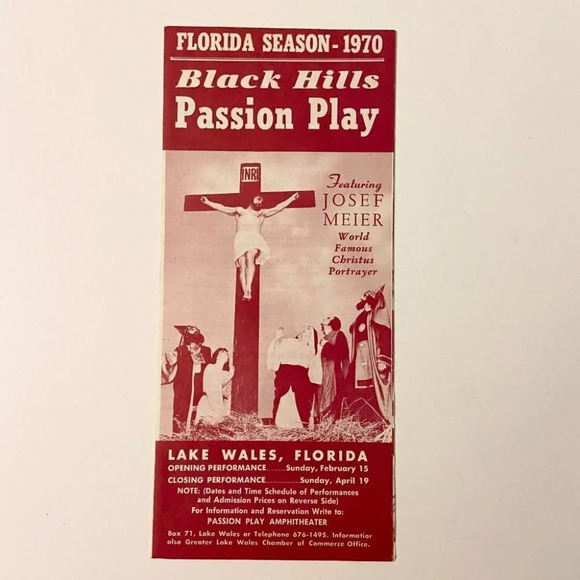 FLORIDA SEASON - 1970
Black Hills
Passion Play
INRI
Featuring
JOSEF
MEIER
World
Famous
Christus
Portrayer
LAKE WALES, FLORIDA
OPENING PERFORMANCE........Sunday, February 15
CLOSING PERFORMANCE.............Sunday, April 19
NOTE: (Dates and Time Schedule of Performances
and Admission Prices on Reverse Side)
For Information and Reservation Write to:
PASSION PLAY AMPHITHEATER
Box 71, Lake Wales or Telephone 676-1495. Information
also Greater Lake Wales Chamber of Commerce Office.